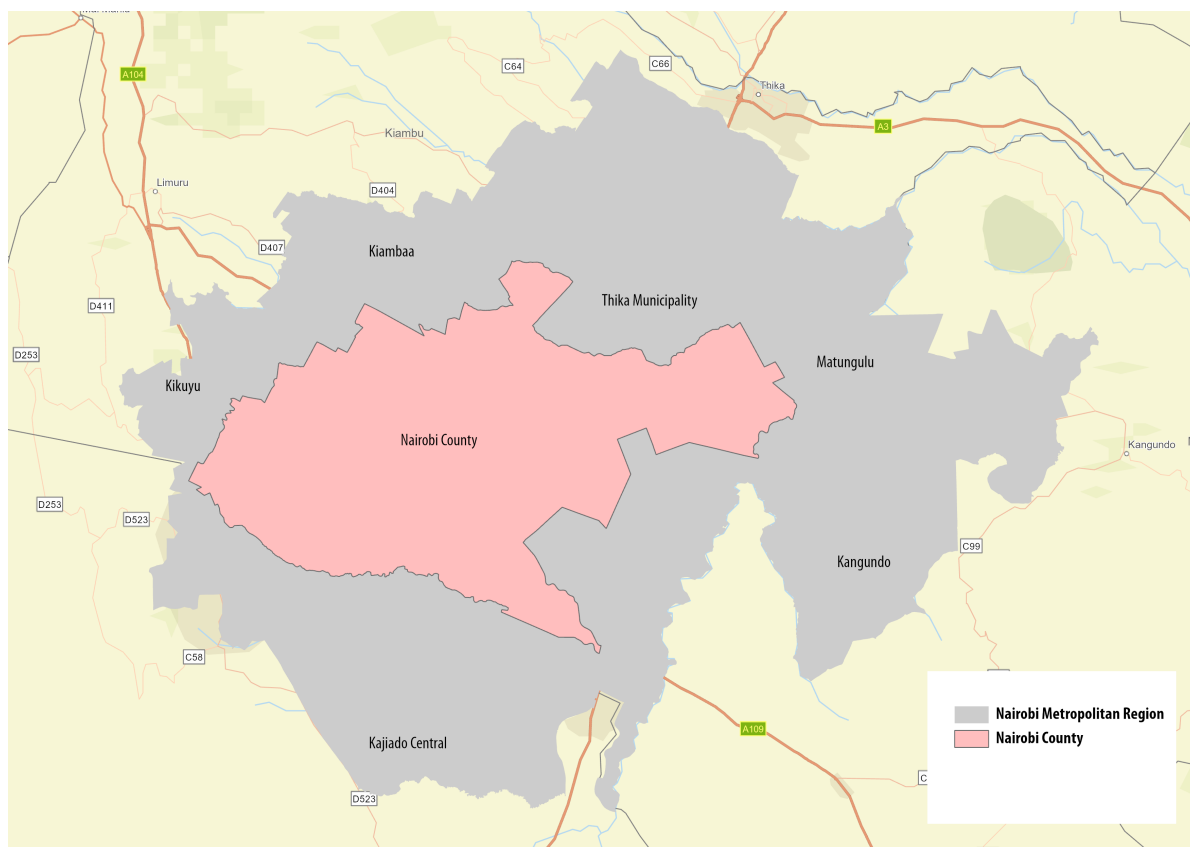 C64
C66
A104
Thika
A3
Kiambu
Limuru
D404
D407
Kiambaa
D411
Thika Municipality
D253
Matungulu
Kikuyu
Nairobi County
Kangundo
D253
D523
C99
Kangundo
C58
Nairobi Metropolitan Region
A109
Nairobi County
Kajiado Central
D523